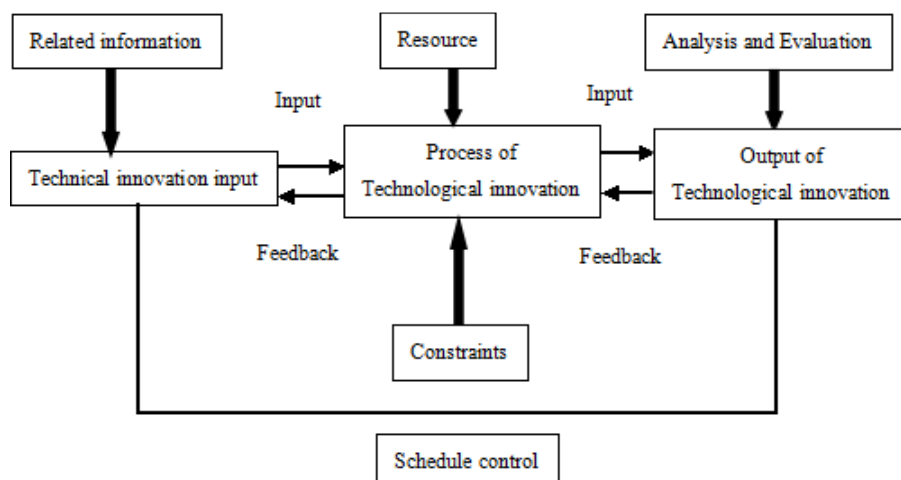 Related information
Resource
Analysis and Evaluation
Input
Input
Technical innovation input
Process of
Technological innovation
Output of
Technological innovation
Feedback
Feedback
Constraints
Schedule control